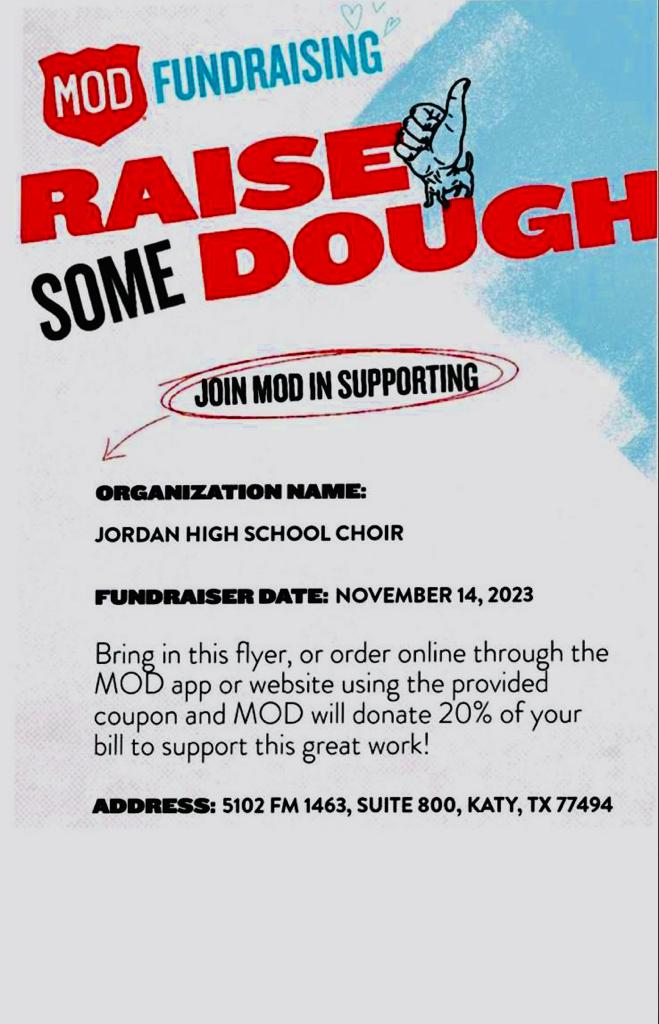 MOD FUNDRAISING
RAISE
SOME DOUGH
JOIN MOD IN SUPPORTING
ORGANIZATION NAME:
JORDAN HIGH SCHOOL CHOIR
FUNDRAISER DATE: NOVEMBER 14, 2023
Bring in this flyer, or order online through the
MOD app or website using the provided
coupon and MOD will donate 20% of your
bill to support this great work!
ADDRESS: 5102 FM 1463, SUITE 800, KATY, TX 77494